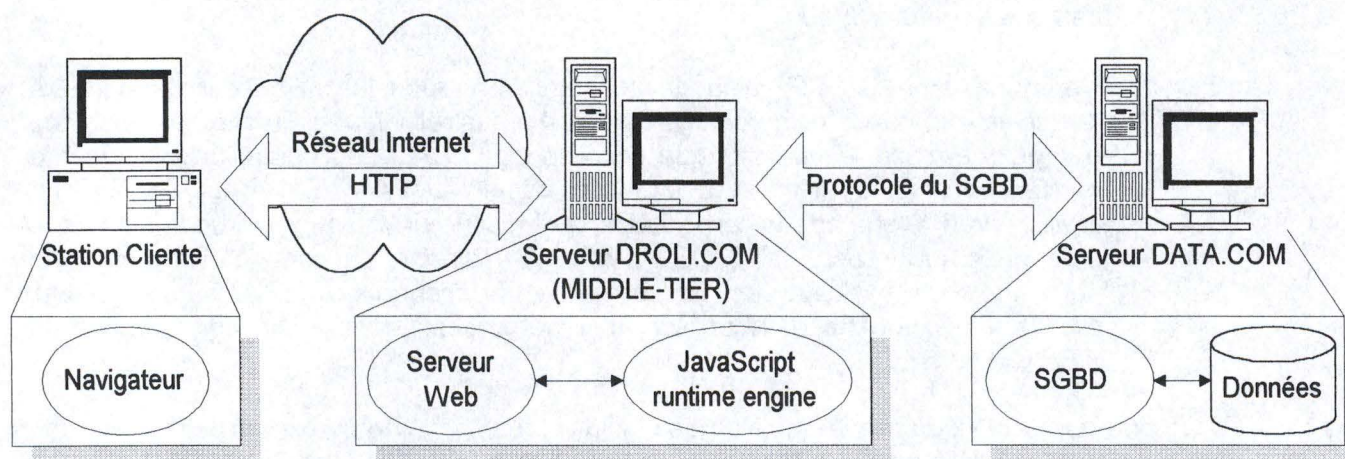 Réseau Internet
HTTP
Protocole du SGBD
Station Cliente
Serveur DROLI.COM
(MIDDLE-TIER)
Serveur DATA.COM
Navigateur
Serveur
Web
JavaScript
runtime engine
SGBD
Données